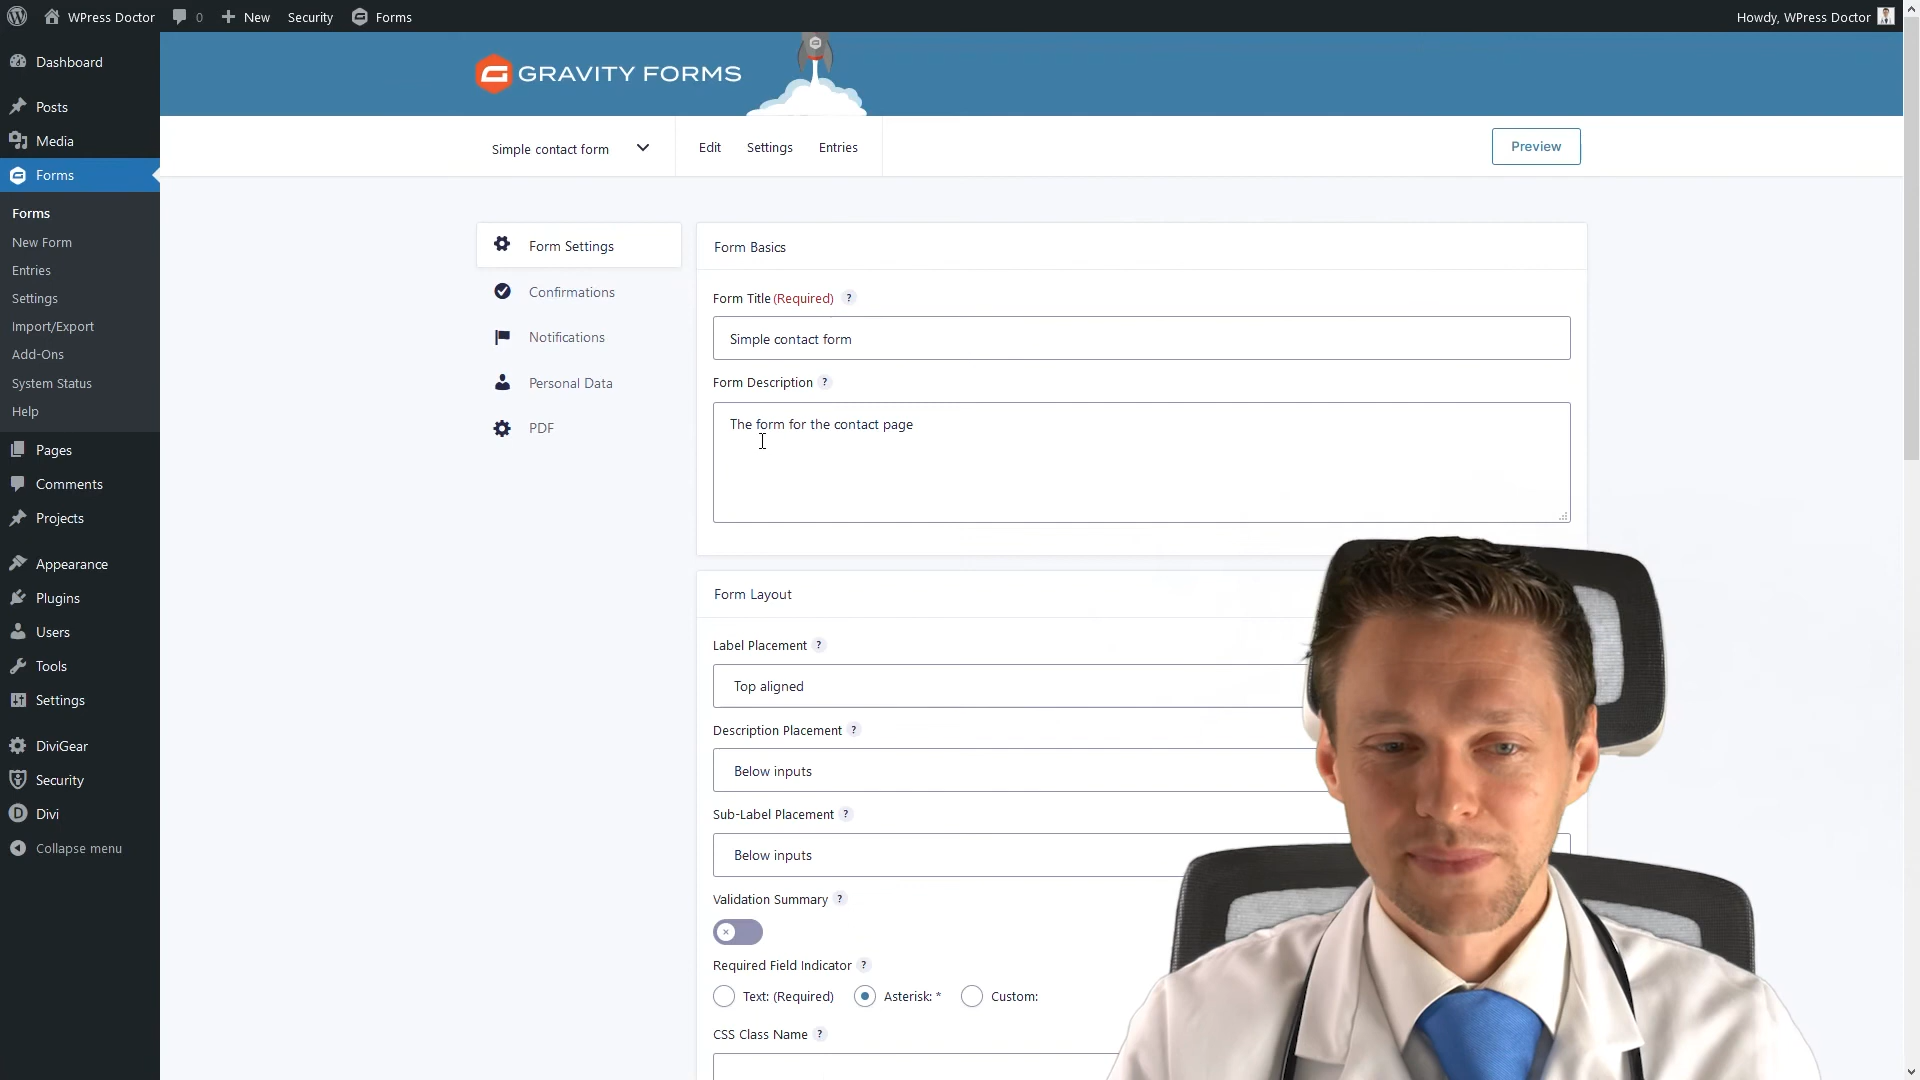 WPress Doctor
0
New
Security
Forms
Howdy, WPress Doctor
Dashboard
Posts
Media
Forms
Forms
New Form
Entries
Settings
Import/Export
Add-Ons
System Status
Help
Pages
Comments
Projects
Appearance
Plugins
Users
Tools
Settings
DiviGear
Security
Divi
Collapse menu
GRAVITY FORMS
Simple contact form
Edit
Settings
Entries
Preview
Form Settings
Confirmations
Notifications
Personal Data
PDF
Form Basics
Form Title (Required) ?
Simple contact form
Form Description ?
The form for the contact page
Form Layout
Label Placement ?
Top aligned
Description Placement ?
Below inputs
Sub-Label Placement ?
Below inputs
Validation Summary ?
Required Field Indicator ?
Text: (Required)
Asterisk: *
Custom:
CSS Class Name ?